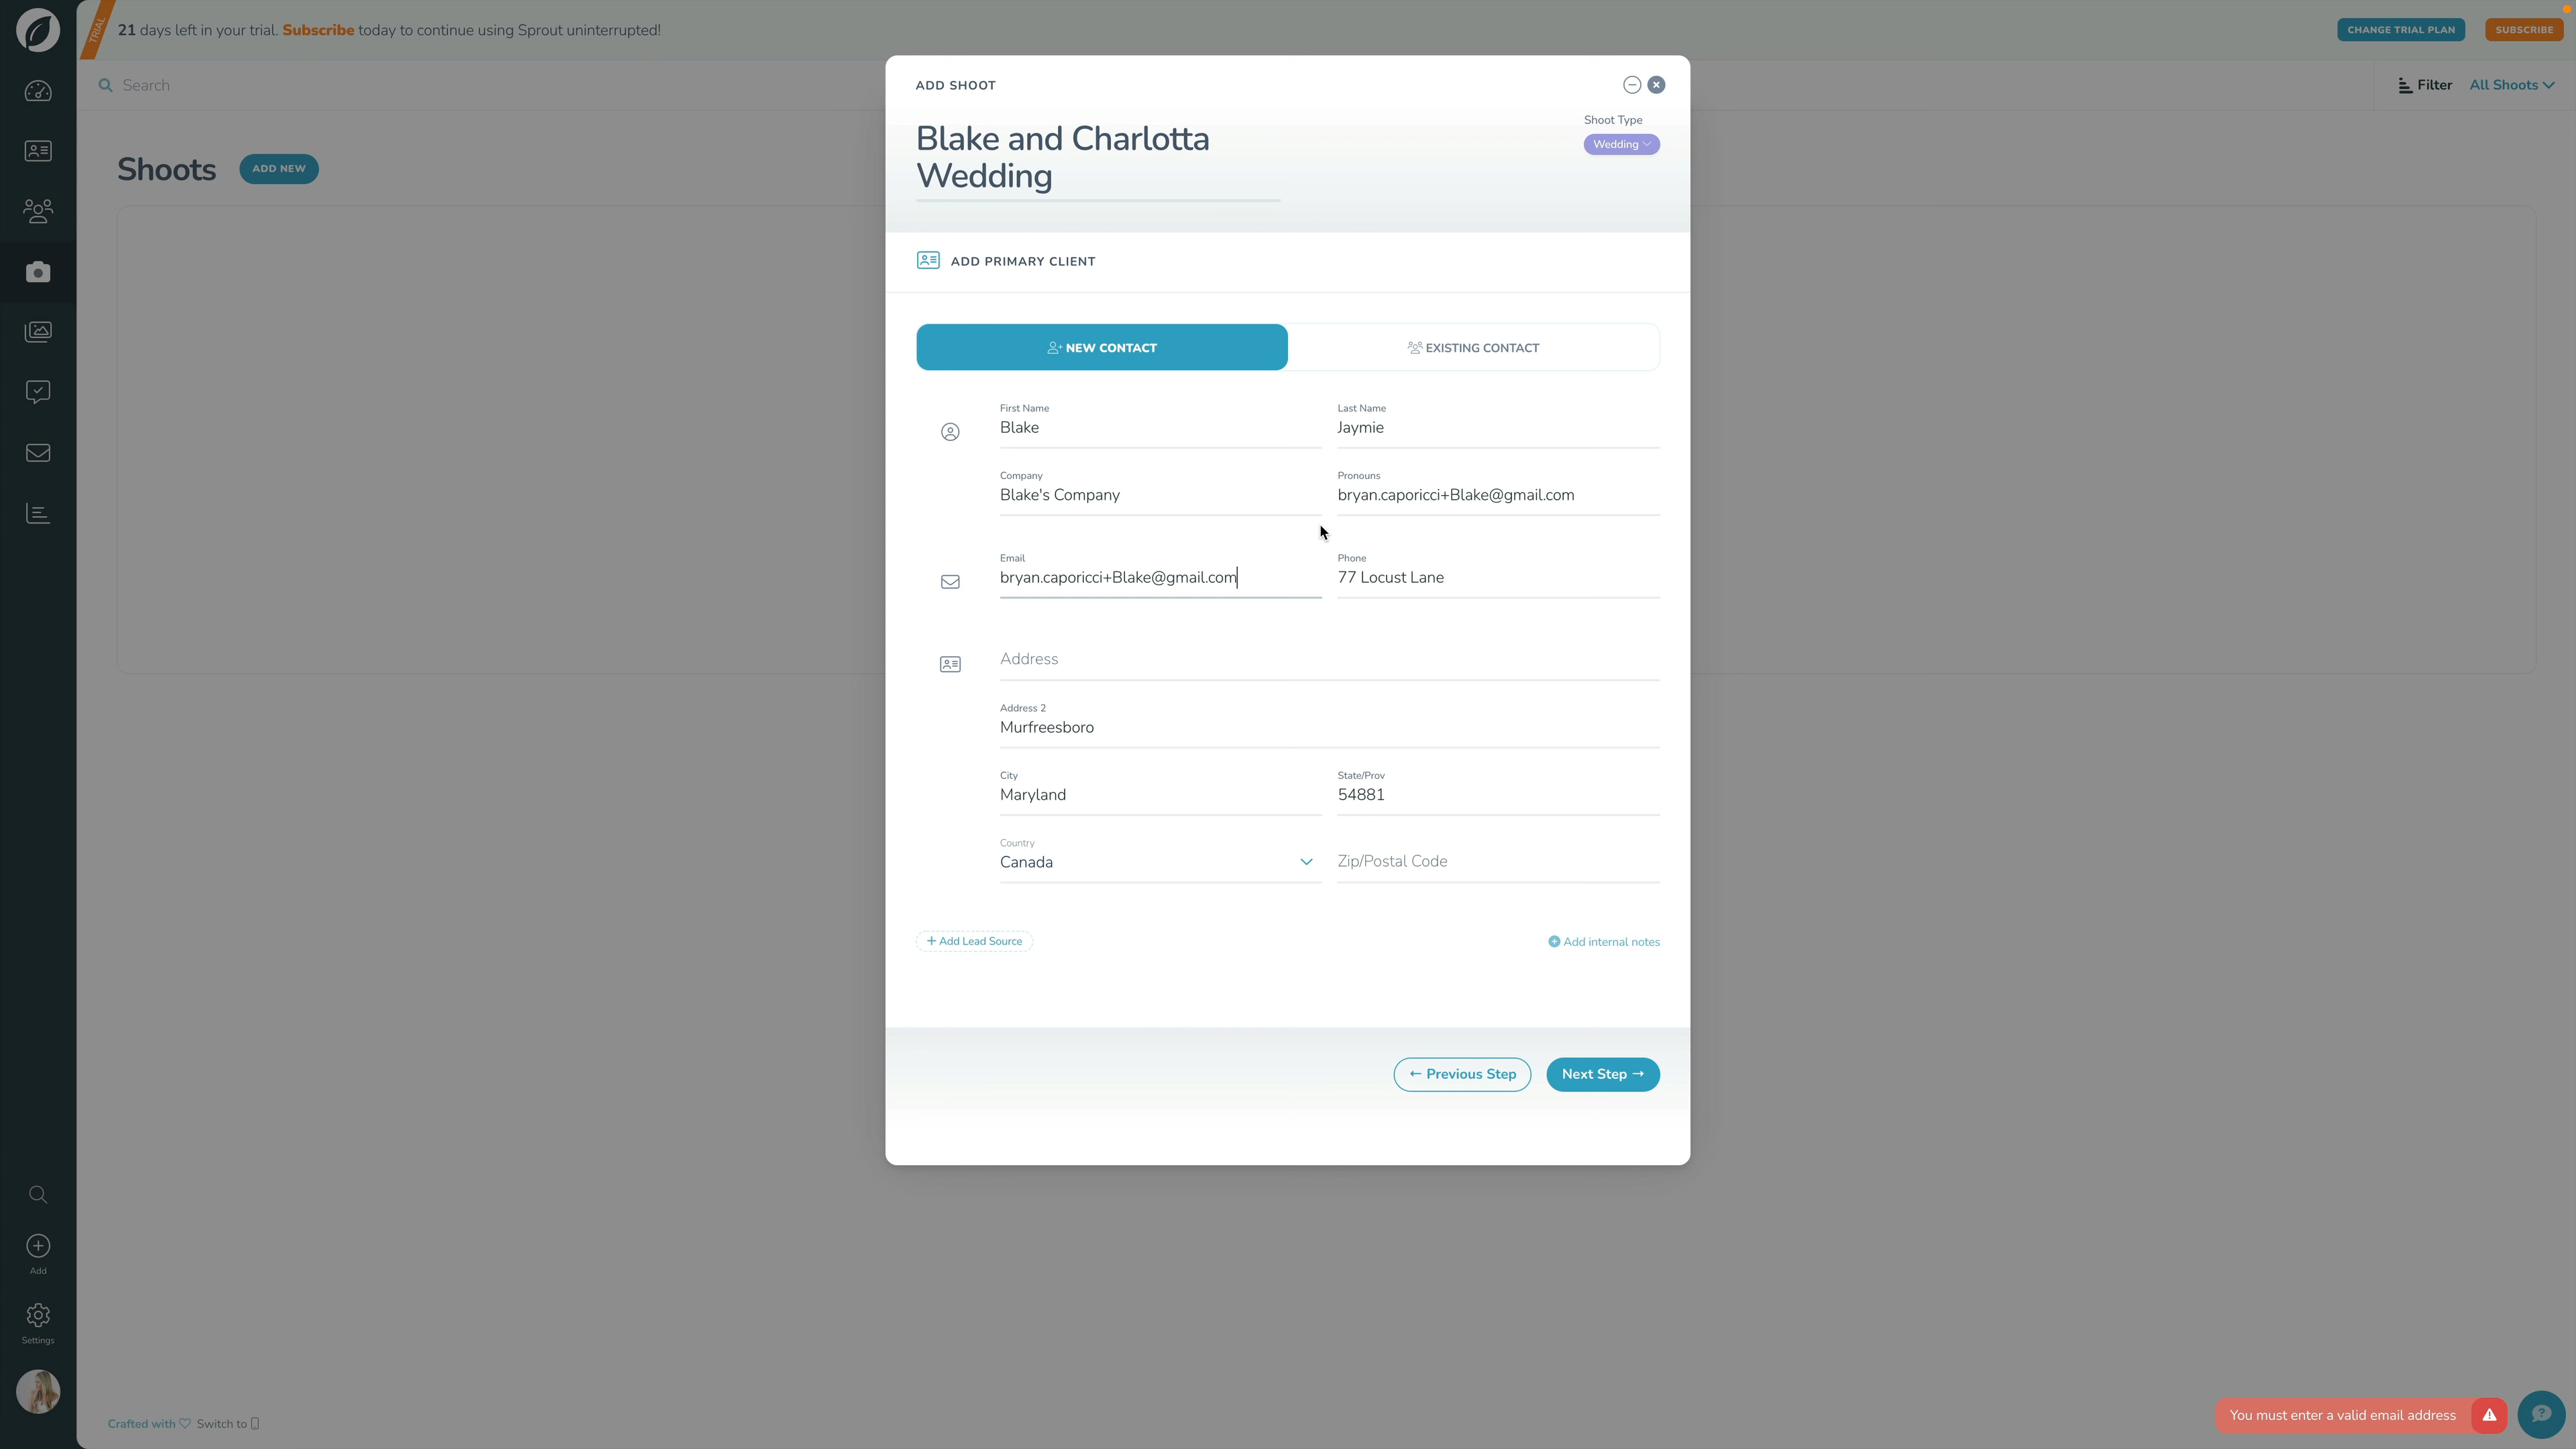 TRIAL
21 days left in your trial. Subscribe today to continue using Sprout uninterrupted!
CHANGE TRIAL PLAN
SUBSCRIBE
Search
Filter
All Shoots
Shoots
ADD NEW
ADD SHOOT
Blake and Charlotta
Wedding
Shoot Type
Wedding
ADD PRIMARY CLIENT
NEW CONTACT
EXISTING CONTACT
First Name
Blake
Last Name
Jaymie
Company
Blake's Company
Pronouns
bryan.caporicci+Blake@gmail.com
Email
bryan.caporicci+Blake@gmail.com
Phone
77 Locust Lane
Address
Address 2
Murfreesboro
City
Maryland
State/Prov
54881
Country
Canada
Zip/Postal Code
+ Add Lead Source
Add internal notes
← Previous Step
Next Step →
Add
Settings
Crafted with ♡ Switch to
You must enter a valid email address